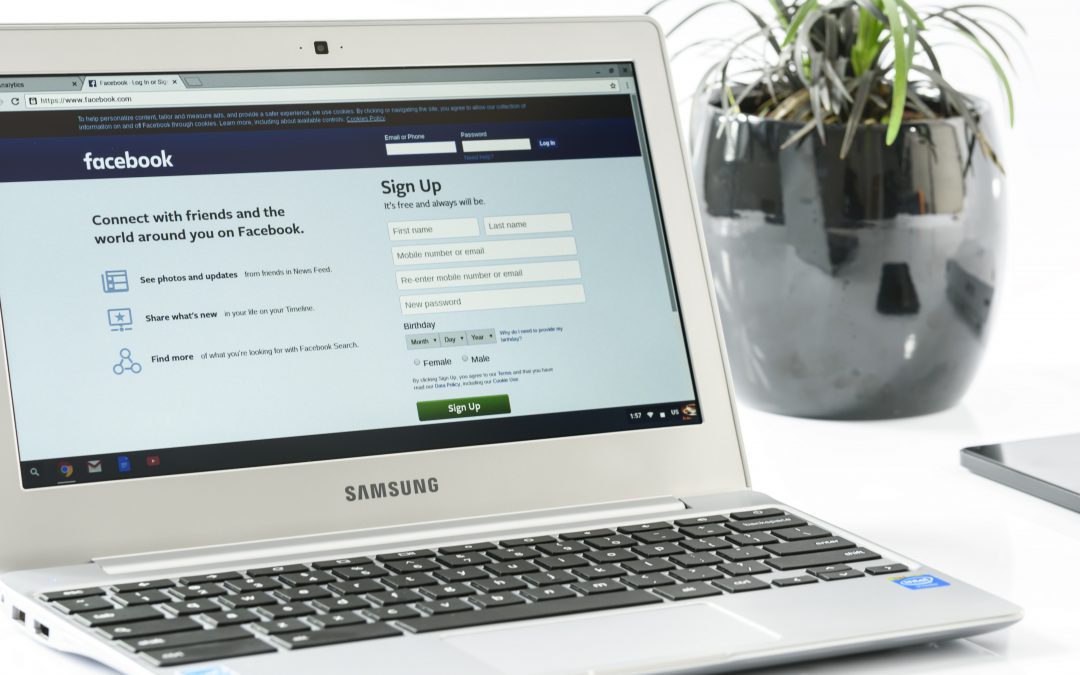 Analytics
Facebook - Log In or Sig
https://www.facebook.com
To help personalize content, tailor and measure ads, and provide a safer experience, we use cookies. By clicking or navigating the site, you agree to allow our collection of
information on and off Facebook through cookies. Learn more, including about available controls: Cookies Policy
facebook
Email or Phone
Password
Log In
Need help?
Connect with friends and the
world around you on Facebook.
See photos and updates from friends in News Feed.
Share what's new in your life on your Timeline.
Find more of what you're looking for with Facebook Search.
Sign Up
It's free and always will be.
First name
Last name
Mobile number or email
Re-enter mobile number or email
New password
Birthday
Month Day Year
Why do I need to provide my
birthday?
Female Male
By clicking Sign Up, you agree to our Terms and that you have
read our Data Policy, including our Cookie Use.
Sign Up
1:57
US
SAMSUNG
backspace
enter
shift
ctrl
alt
intel